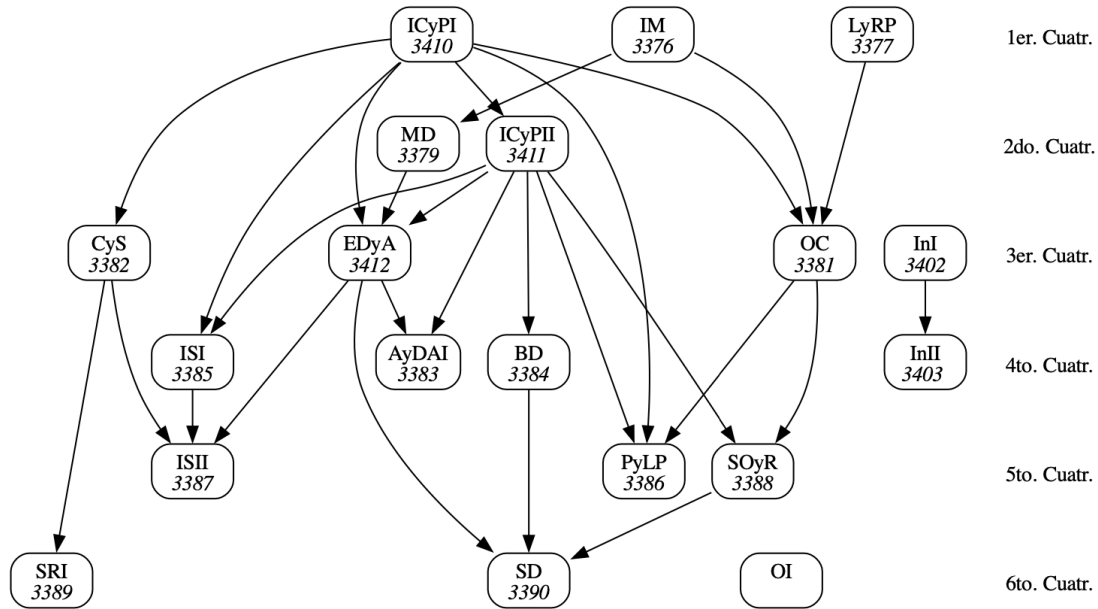 ICyPI
3410
IM
3376
LyRP
3377
1er. Cuatr.
MD
3379
ICyPII
3411
2do. Cuatr.
CyS
3382
EDyA
3412
OC
3381
InI
3402
3er. Cuatr.
ISI
3385
AyDAI
3383
BD
3384
InII
3403
4to. Cuatr.
ISII
3387
PyLP
3386
SOyR
3388
5to. Cuatr.
SRI
3389
SD
3390
OI
6to. Cuatr.